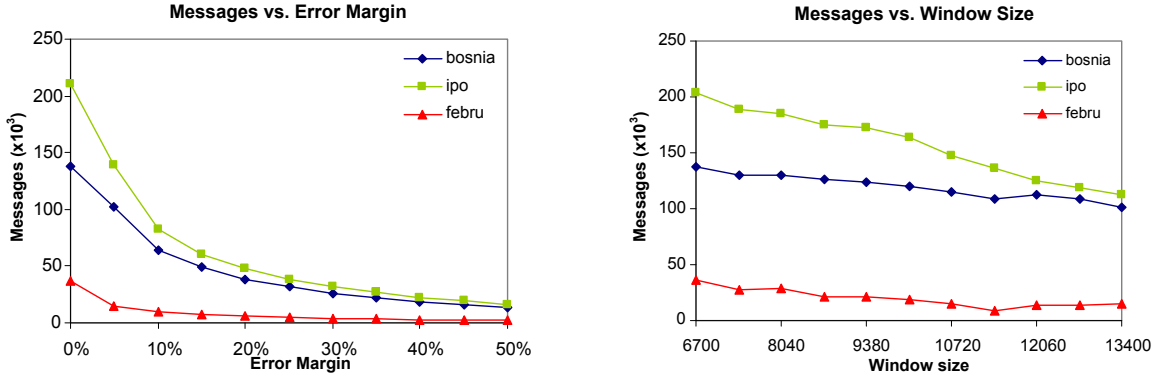 Messages vs. Error Margin
250
200
150
100
50
0
Messages (x10³)
bosnia
ipo
febru
0% 10% 20% 30% 40% 50%
Error Margin
Messages vs. Window Size
250
200
150
100
50
0
Messages (x10³)
bosnia
ipo
febru
6700 8040 9380 10720 12060 13400
Window size